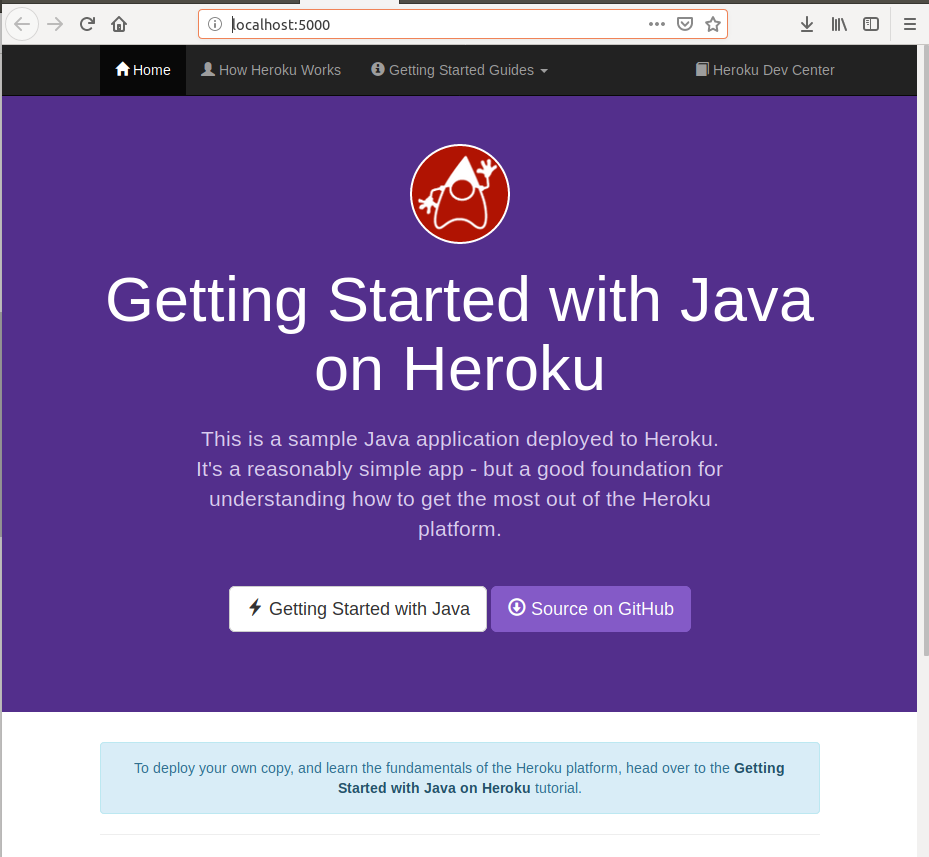 localhost:5000
Home How Heroku Works Getting Started Guides Heroku Dev Center
Getting Started with Java
on Heroku
This is a sample Java application deployed to Heroku.
It's a reasonably simple app - but a good foundation for
understanding how to get the most out of the Heroku
platform.
Getting Started with Java Source on GitHub
To deploy your own copy, and learn the fundamentals of the Heroku platform, head over to the Getting
Started with Java on Heroku tutorial.